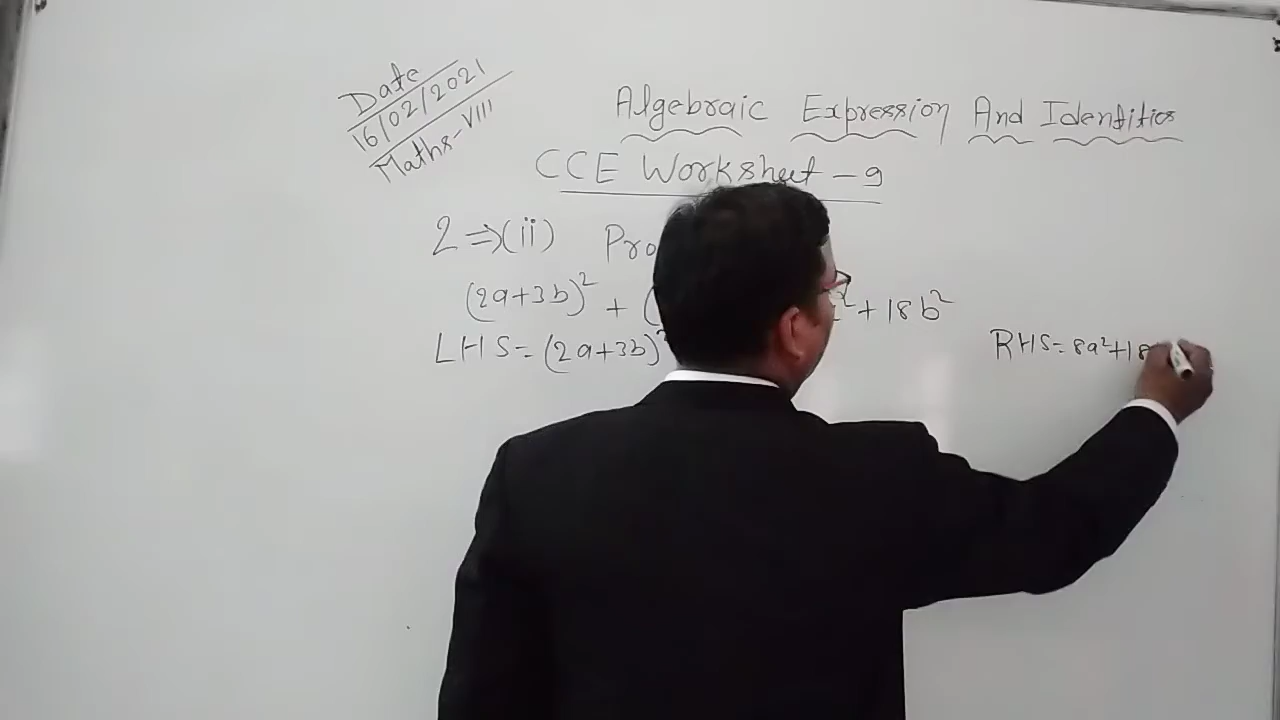 Date
16/02/2021
Maths-VIII
Algebraic Expression And Identities
CCE Worksheet - 9
2 ⇒ (ii)
(2a+3b)² + ( ² + 18b²
LHS = (2a+3b)²
RHS = 8a² + 18